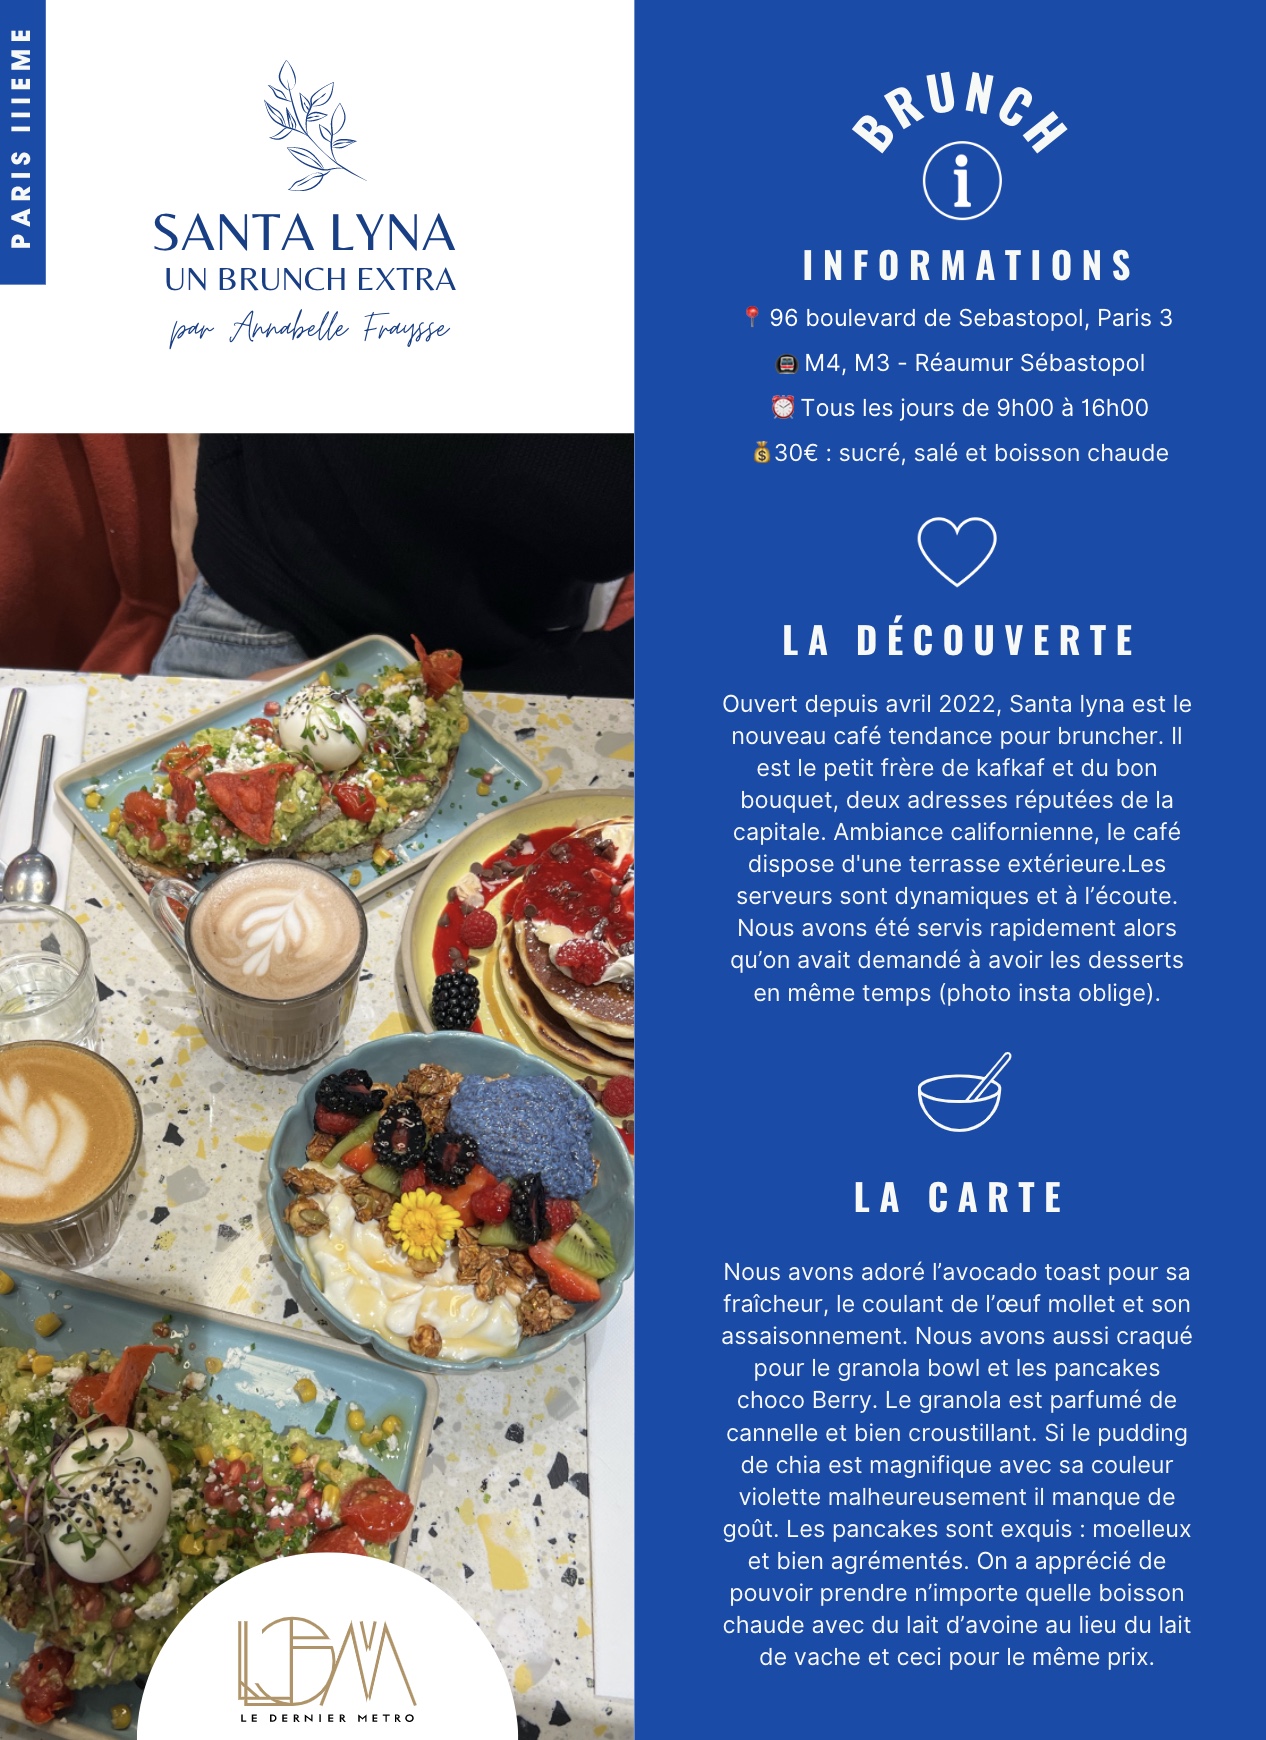 PARIS IIIEME
SANTA LYNA
UN BRUNCH EXTRA
par Annabelle Fraysse
LE DERNIER METRO
BRUNCH
i
INFORMATIONS
📍 96 boulevard de Sebastopol, Paris 3
🚇 M4, M3 - Réaumur Sébastopol
⏰ Tous les jours de 9h00 à 16h00
💰30€ : sucré, salé et boisson chaude
LA DÉCOUVERTE
Ouvert depuis avril 2022, Santa lyna est le
nouveau café tendance pour bruncher. Il
est le petit frère de kafkaf et du bon
bouquet, deux adresses réputées de la
capitale. Ambiance californienne, le café
dispose d'une terrasse extérieure.Les
serveurs sont dynamiques et à l’écoute.
Nous avons été servis rapidement alors
qu’on avait demandé à avoir les desserts
en même temps (photo insta oblige).
LA CARTE
Nous avons adoré l’avocado toast pour sa
fraîcheur, le coulant de l’œuf mollet et son
assaisonnement. Nous avons aussi craqué
pour le granola bowl et les pancakes
choco Berry. Le granola est parfumé de
cannelle et bien croustillant. Si le pudding
de chia est magnifique avec sa couleur
violette malheureusement il manque de
goût. Les pancakes sont exquis : moelleux
et bien agrémentés. On a apprécié de
pouvoir prendre n’importe quelle boisson
chaude avec du lait d’avoine au lieu du lait
de vache et ceci pour le même prix.